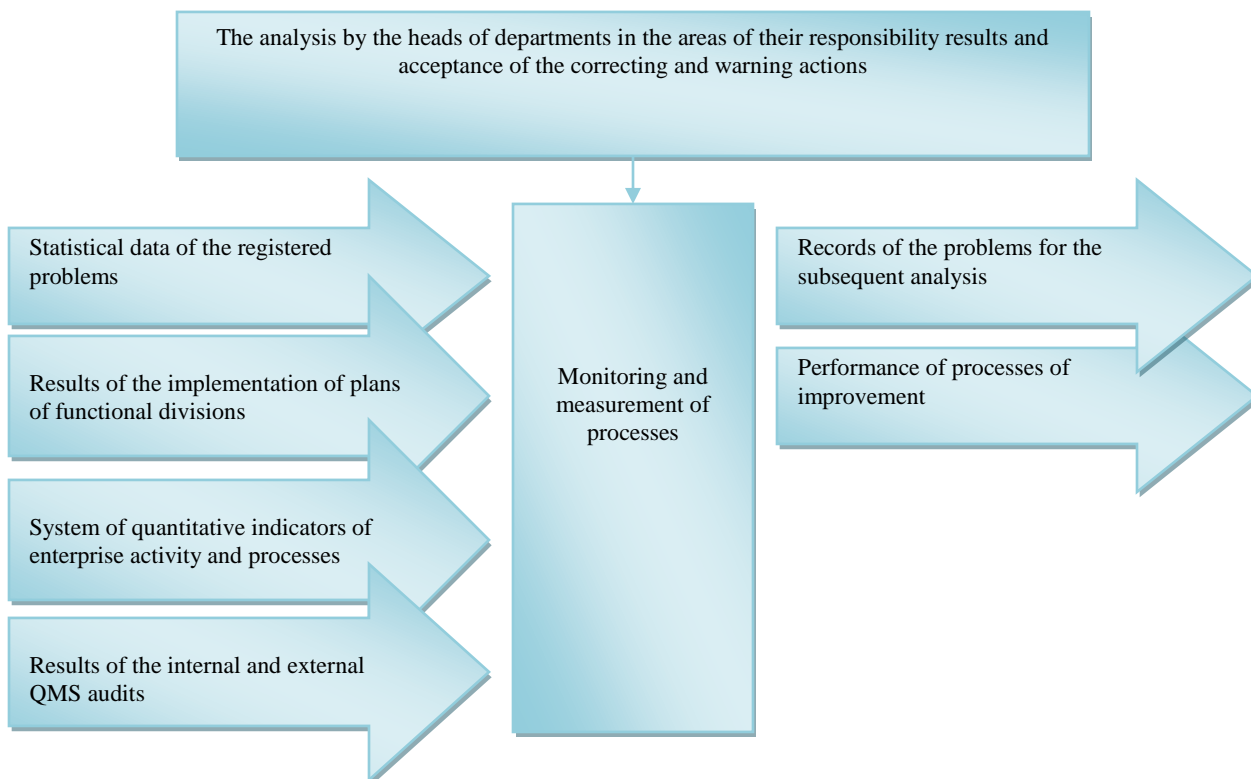 The analysis by the heads of departments in the areas of their responsibility results and
acceptance of the correcting and warning actions
Statistical data of the registered
problems
Results of the implementation of plans
of functional divisions
System of quantitative indicators of
enterprise activity and processes
Results of the internal and external
QMS audits
Monitoring and
measurement of
processes
Records of the problems for the
subsequent analysis
Performance of processes of
improvement